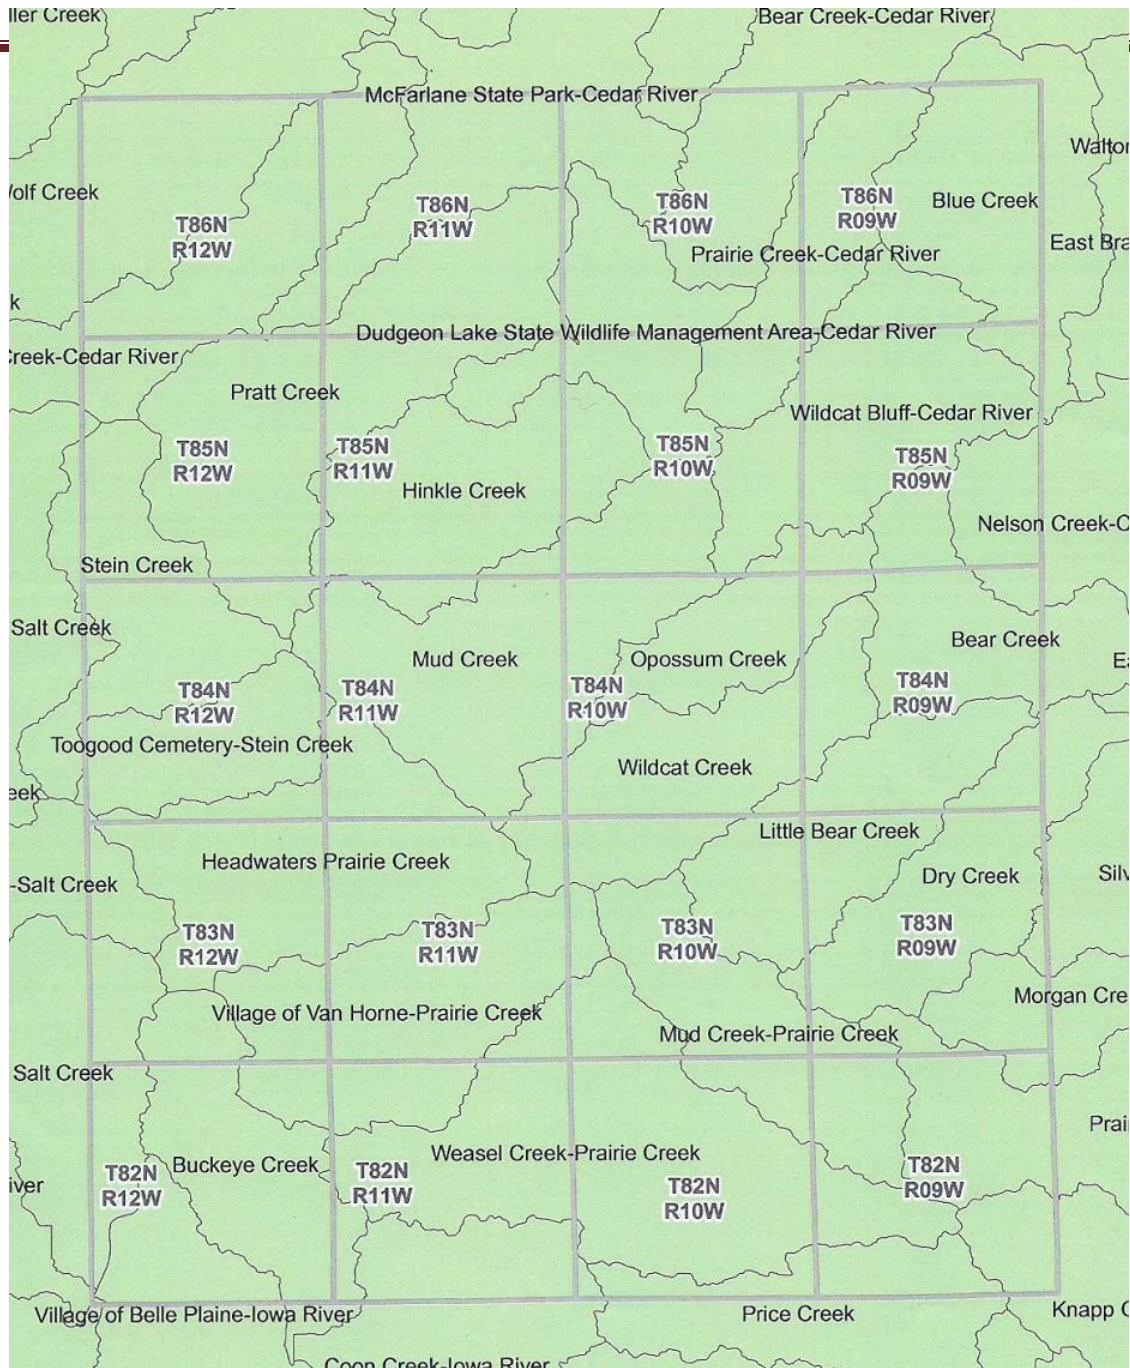 ller Creek
Bear Creek-Cedar River
McFarlane State Park-Cedar River
Walton
Wolf Creek
Blue Creek
T86N
R12W
T86N
R11W
T86N
R10W
T86N
R09W
East Bra
Prairie Creek-Cedar River
k
Dudgeon Lake State Wildlife Management Area-Cedar River
Creek-Cedar River
Pratt Creek
Wildcat Bluff-Cedar River
T85N
R12W
T85N
R11W
T85N
R10W
T85N
R09W
Hinkle Creek
Nelson Creek-C
Stein Creek
Salt Creek
Mud Creek
Opossum Creek
Bear Creek
Ea
T84N
R12W
T84N
R11W
T84N
R10W
T84N
R09W
Toogood Cemetery-Stein Creek
Wildcat Creek
eek
Little Bear Creek
Headwaters Prairie Creek
Dry Creek
Silv
-Salt Creek
T83N
R12W
T83N
R11W
T83N
R10W
T83N
R09W
Morgan Cre
Village of Van Horne-Prairie Creek
Mud Creek-Prairie Creek
Salt Creek
Prai
Weasel Creek-Prairie Creek
Buckeye Creek
iver
T82N
R12W
T82N
R11W
T82N
R10W
T82N
R09W
Village of Belle Plaine-Iowa River
Price Creek
Knapp C
Coon Creek-Iowa River